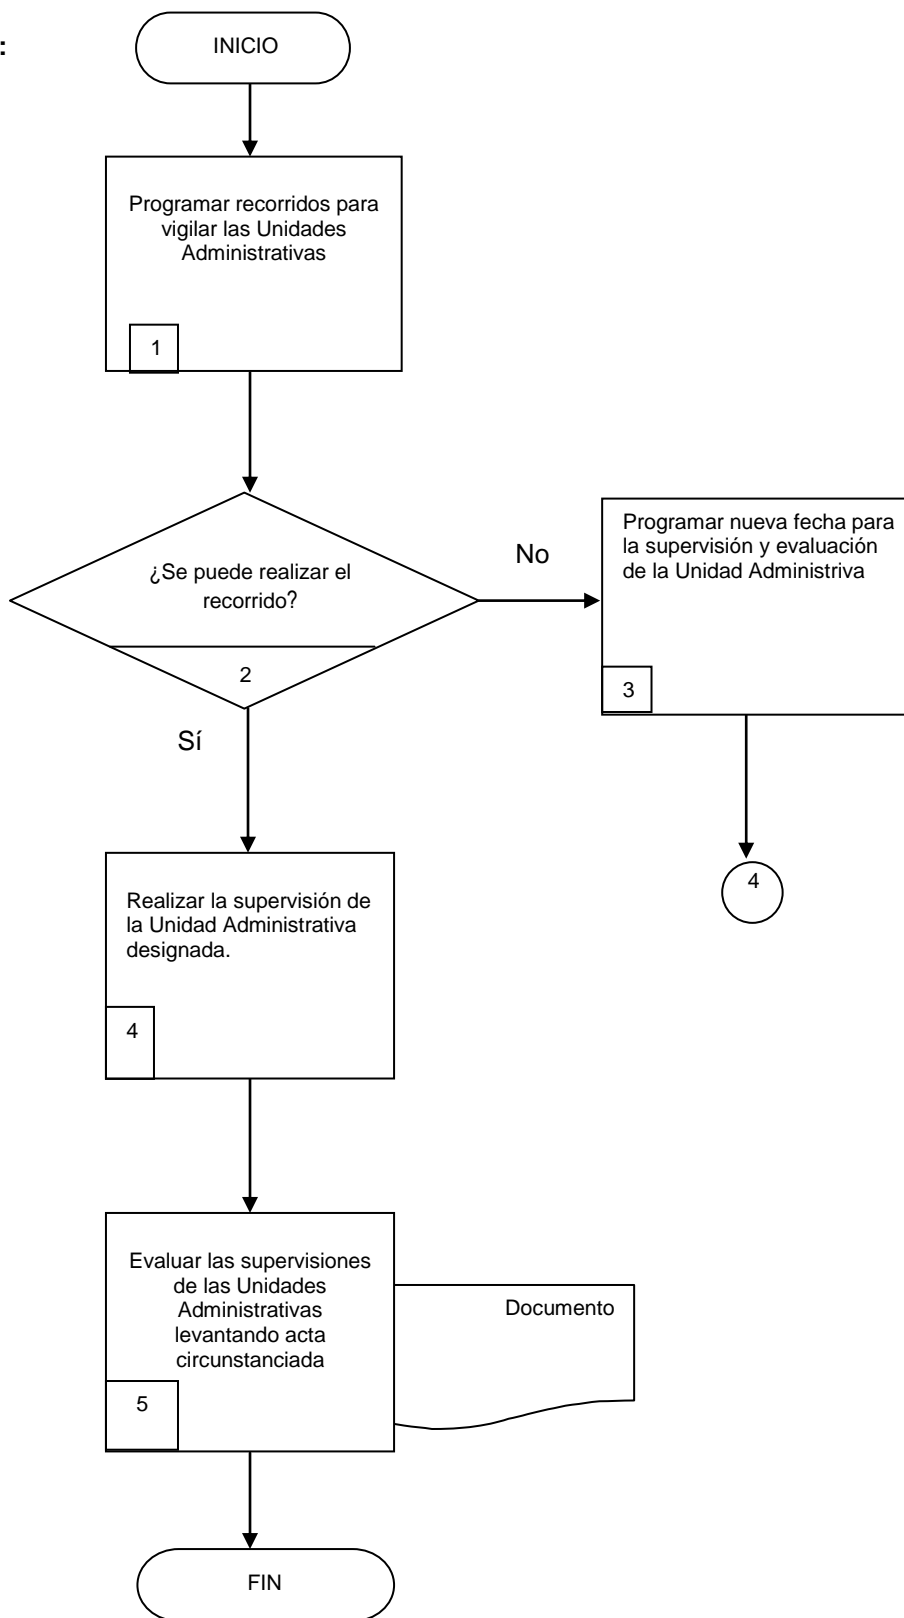 :
INICIO
Programar recorridos para
vigilar las Unidades
Administrativas
1
¿Se puede realizar el
recorrido?
2
No
Programar nueva fecha para
la supervisión y evaluación
de la Unidad Administriva
3
4
Sí
Realizar la supervisión de
la Unidad Administrativa
designada.
4
Evaluar las supervisiones
de las Unidades
Administrativas
levantando acta
circunstanciada
5
Documento
FIN